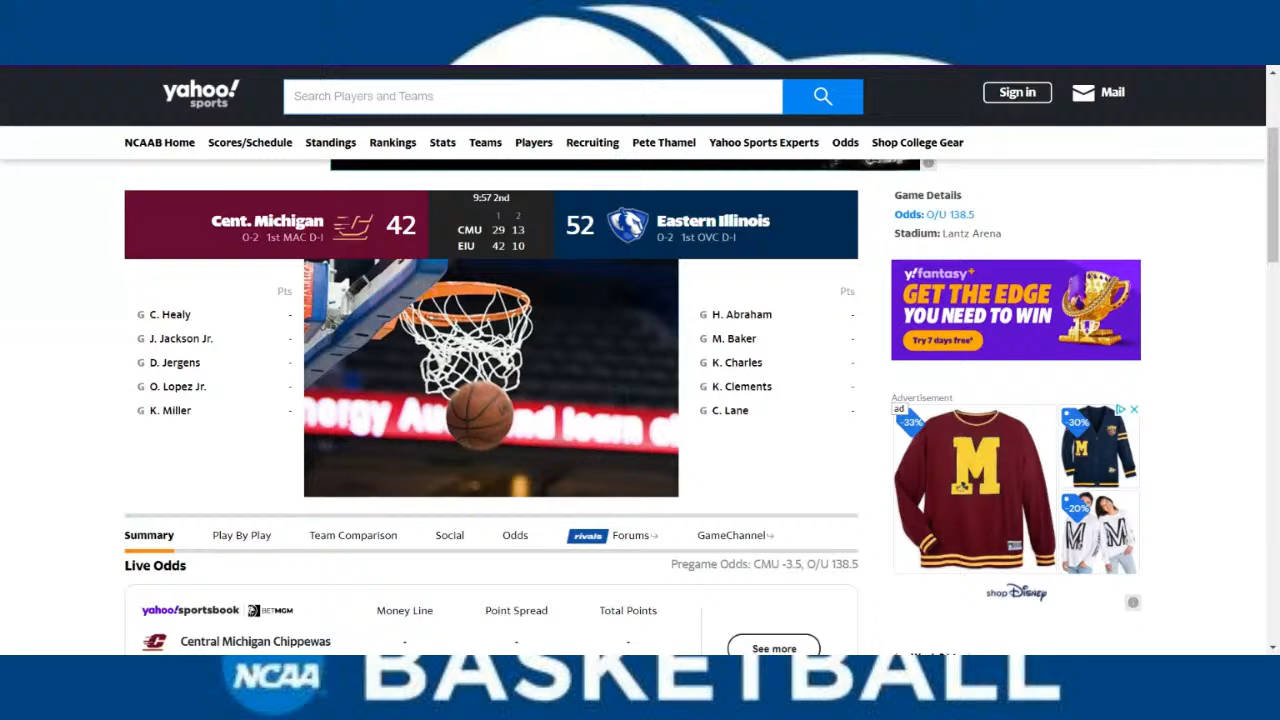 yahoo!
sports
Search Players and Teams
Sign in
Mail
NCAAB Home Scores/Schedule Standings Rankings Stats Teams Players Recruiting Pete Thamel Yahoo Sports Experts Odds Shop College Gear
Cent. Michigan
0-2 1st MAC D-I
42
9:57 2nd
1 2
CMU 29 13
EIU 42 10
52
Eastern Illinois
0-2 1st OVC D-I
Game Details
Odds: O/U 138.5
Stadium: Lantz Arena
Pts
G C. Healy -
G J. Jackson Jr. -
G D. Jergens -
G O. Lopez Jr. -
G K. Miller -
Pts
G H. Abraham -
G M. Baker -
G K. Charles -
G K. Clements -
G C. Lane -
y!fantasy+
GET THE EDGE
YOU NEED TO WIN
Try 7 days free*
Advertisement
ad
-33%
M
-30%
M
-20%
M
M
shop Disney
Summary Play By Play Team Comparison Social Odds rivals Forums GameChannel
Live Odds
Pregame Odds: CMU -3.5, O/U 138.5
yahoo!sportsbook BETMGM Money Line Point Spread Total Points
Central Michigan Chippewas - - -
See more
NCAA BASKETBALL